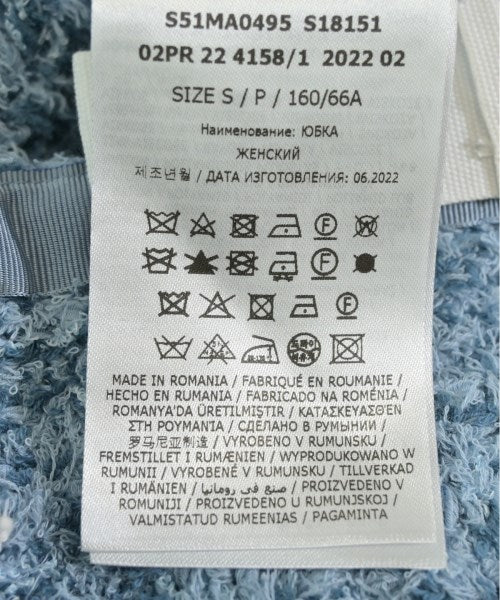 S51MA0495 S18151
02PR 22 4158/1 2022 02
SIZE S / P / 160/66A
Наименование: ЮБКА
ЖЕНСКИЙ
제조년월 / ДАТА ИЗГОТОВЛЕНИЯ: 06.2022
F W
F
F
MADE IN ROMANIA / FABRIQUÉ EN ROUMANIE /
HECHO EN RUMANIA / FABRICADO NA ROMÉNIA /
ROMANYA'DA ÜRETILMIŞTIR / ΚΑΤΑΣΚΕΥΑΣΘΕΝ
ΣΤΗ ΡΟΥΜΑΝΙΑ / СДЕЛАНО В РУМЫНИИ /
罗马尼亚制造 / VYROBENO V RUMUNSKU /
FREMSTILLET I RUMÆNIEN / WYPRODUKOWANO W
RUMUNII / VYROBENÉ V RUMUNSKU / TILLVERKAD
I RUMÄNIEN / صنع في رومانيا / PROIZVEDENO V
ROMUNIJI / PROIZVEDENO U RUMUNJSKOJ /
VALMISTATUD RUMEENIAS / PAGAMINTA